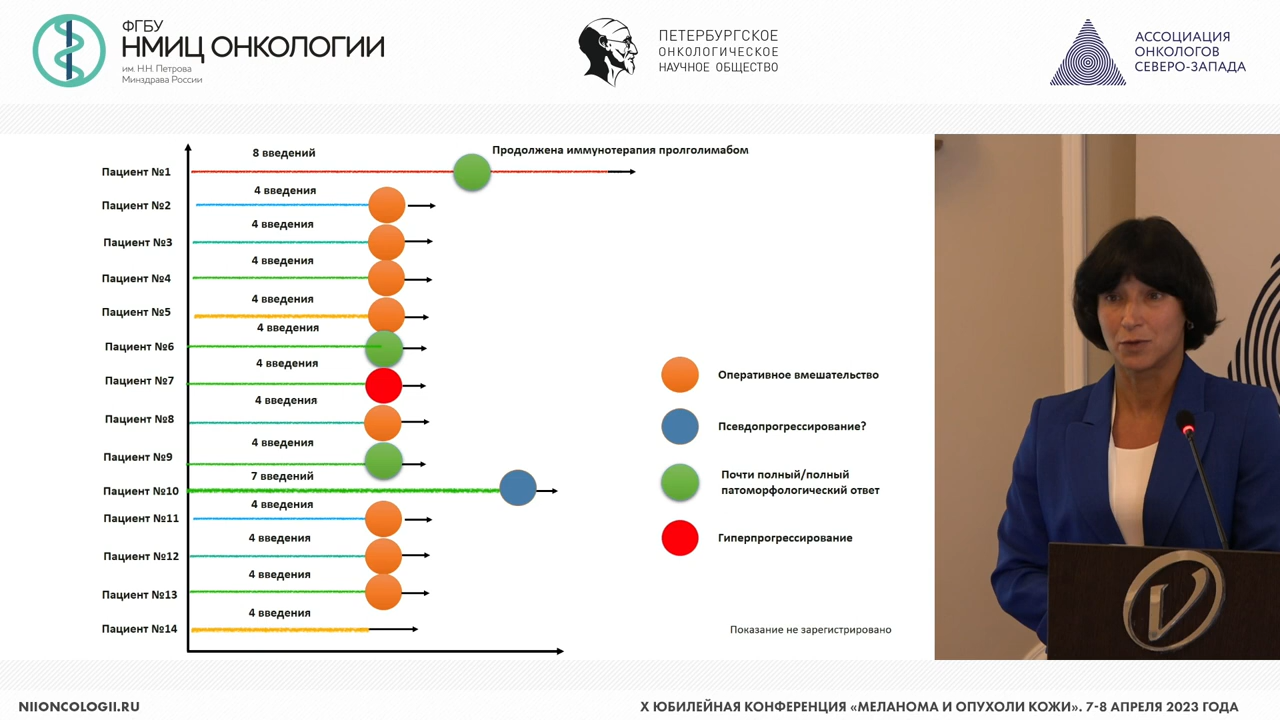 ФГБУ
НМИЦ ОНКОЛОГИИ
им. Н.Н. Петрова
Минздрава России
ПЕТЕРБУРГСКОЕ
ОНКОЛОГИЧЕСКОЕ
НАУЧНОЕ ОБЩЕСТВО
АССОЦИАЦИЯ
ОНКОЛОГОВ
СЕВЕРО-ЗАПАДА
8 введений
Продолжена иммунотерапия пролголимабом
Пациент №1
4 введения
Пациент №2
4 введения
Пациент №3
4 введения
Пациент №4
4 введения
Пациент №5
4 введения
Пациент №6
4 введения
Пациент №7
4 введения
Пациент №8
4 введения
Пациент №9
7 введений
Пациент №10
4 введения
Пациент №11
4 введения
Пациент №12
4 введения
Пациент №13
4 введения
Пациент №14
Оперативное вмешательство
Псевдопрогрессирование?
Почти полный/полный
патоморфологический ответ
Гиперпрогрессирование
Показание не зарегистрировано
V
NIIONCOLOGII.RU
X ЮБИЛЕЙНАЯ КОНФЕРЕНЦИЯ «МЕЛАНОМА И ОПУХОЛИ КОЖИ». 7-8 АПРЕЛЯ 2023 ГОДА